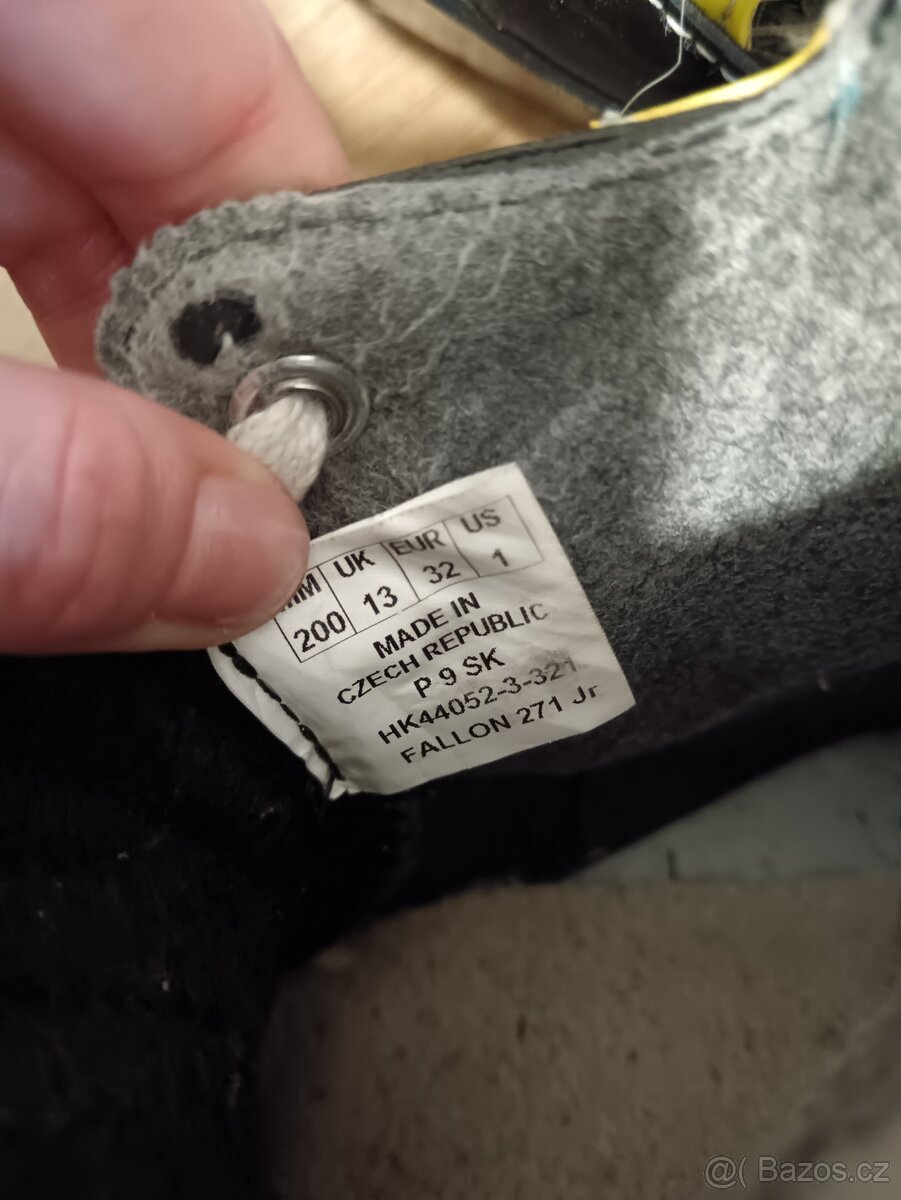 MM UK EUR US
200 13 32 1
MADE IN
CZECH REPUBLIC
P 9 SK
HK44052-3-321
FALLON 271 Jr
@( Bazos.cz